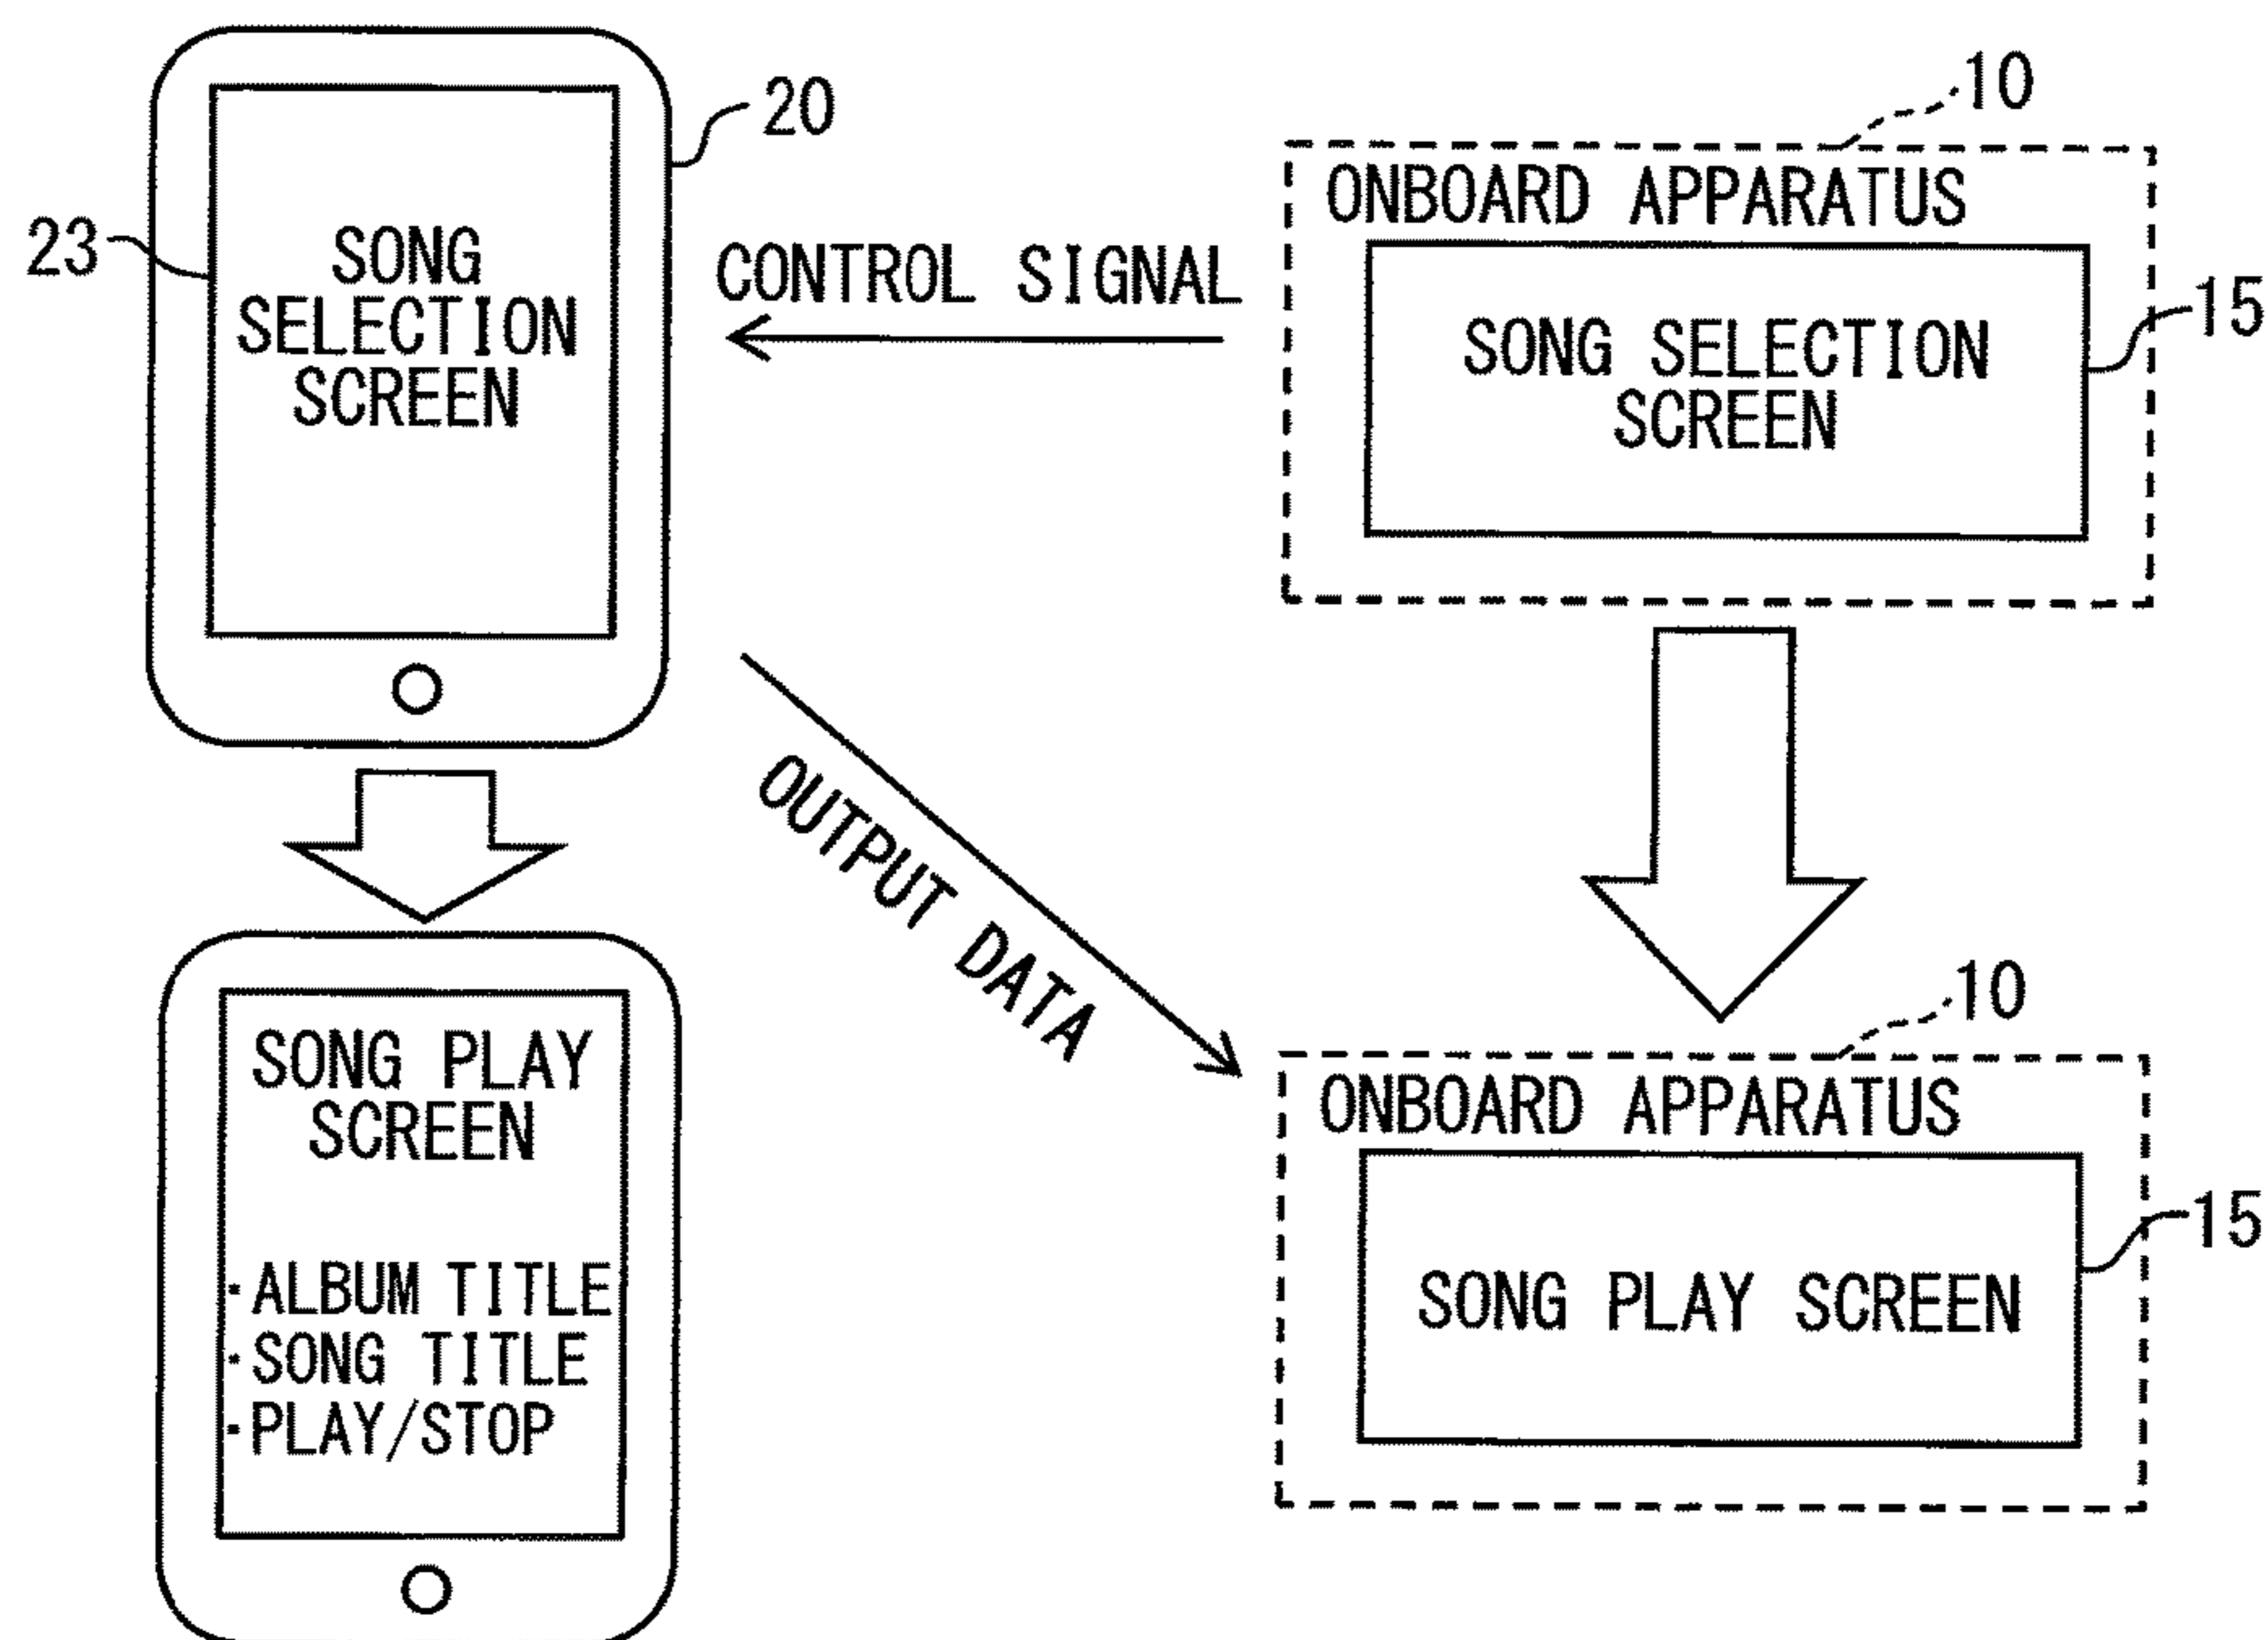 20
23
SONG
SELECTION
SCREEN
CONTROL SIGNAL
10
ONBOARD APPARATUS
SONG SELECTION
SCREEN
15
OUTPUT DATA
SONG PLAY
SCREEN
・ALBUM TITLE
・SONG TITLE
・PLAY/STOP
10
ONBOARD APPARATUS
SONG PLAY SCREEN
15